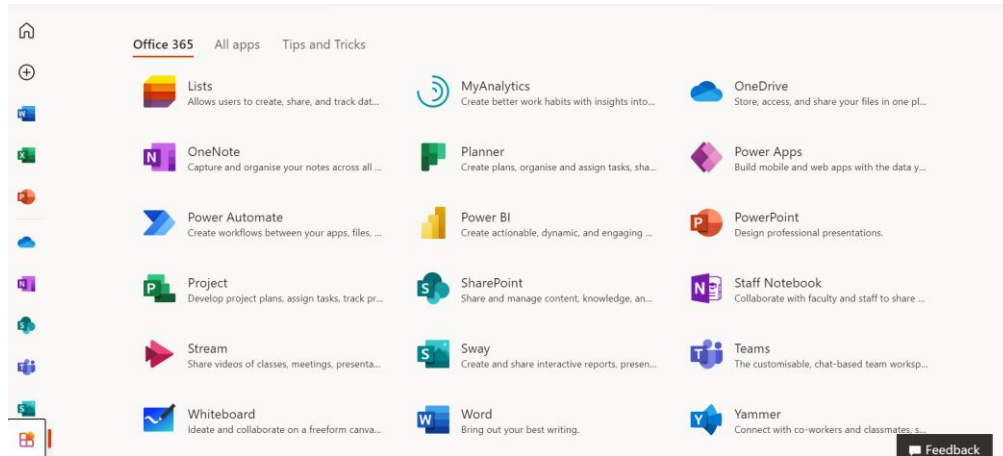 Office 365 All apps Tips and Tricks
Lists
Allows users to create, share, and track dat...
MyAnalytics
Create better work habits with insights into...
OneDrive
Store, access, and share your files in one pl...
OneNote
Capture and organise your notes across all ...
Planner
Create plans, organise and assign tasks, sha...
Power Apps
Build mobile and web apps with the data y...
Power Automate
Create workflows between your apps, files, ...
Power BI
Create actionable, dynamic, and engaging ...
PowerPoint
Design professional presentations.
Project
Develop project plans, assign tasks, track pr...
SharePoint
Share and manage content, knowledge, an...
Staff Notebook
Collaborate with faculty and staff to share ...
Stream
Share videos of classes, meetings, presenta...
Sway
Create and share interactive reports, presen...
Teams
The customisable, chat-based team worksp...
Whiteboard
Ideate and collaborate on a freeform canva...
Word
Bring out your best writing.
Yammer
Connect with co-workers and classmates, s...
Feedback